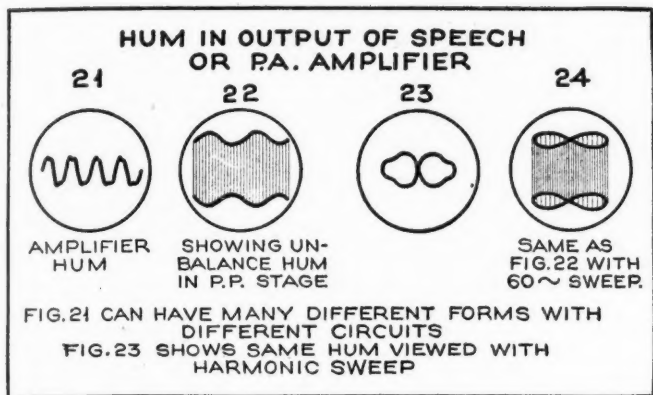 HUM IN OUTPUT OF SPEECH
OR P.A. AMPLIFIER
21 22 23 24
AMPLIFIER
HUM
SHOWING UN-
BALANCE HUM
IN P.P. STAGE
SAME AS
FIG.22 WITH
60~ SWEEP.
FIG.21 CAN HAVE MANY DIFFERENT FORMS WITH
DIFFERENT CIRCUITS
FIG.23 SHOWS SAME HUM VIEWED WITH
HARMONIC SWEEP